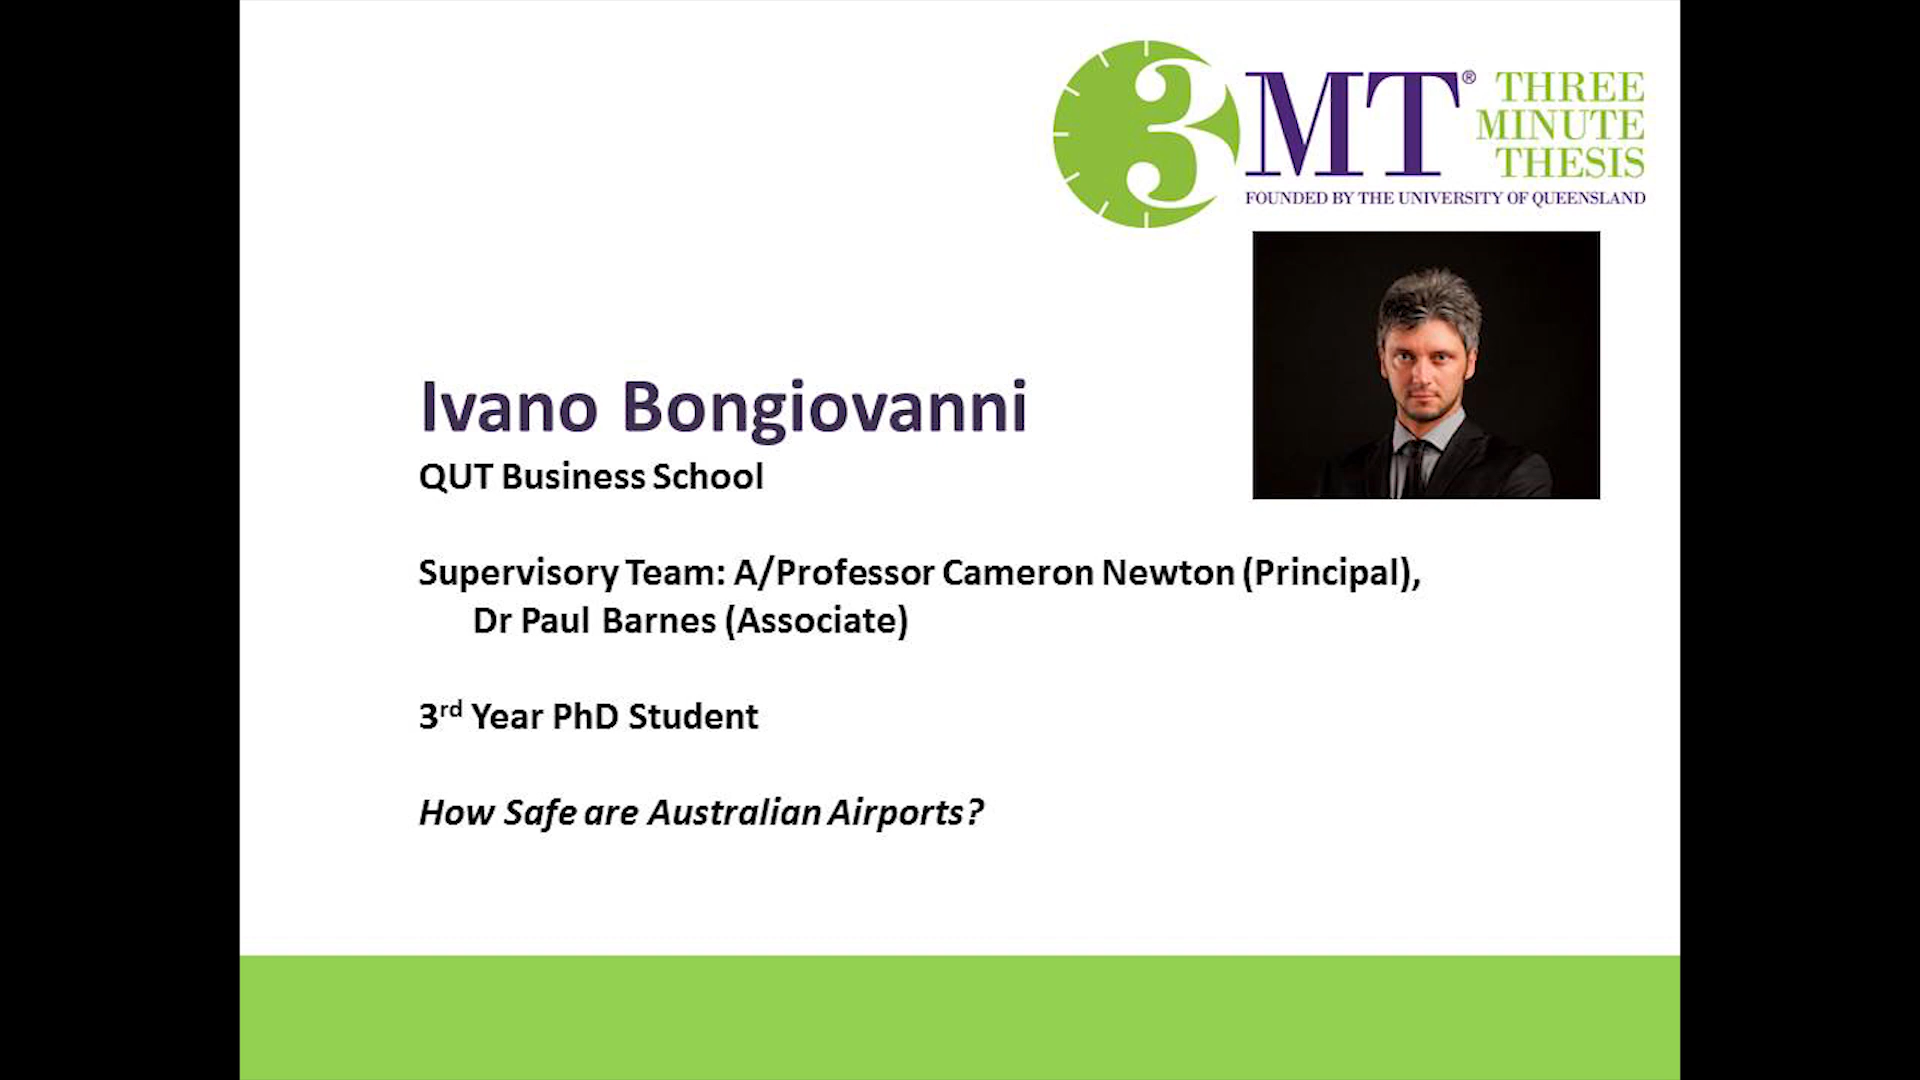 3MT® THREE
MINUTE
THESIS
FOUNDED BY THE UNIVERSITY OF QUEENSLAND
Ivano Bongiovanni
QUT Business School
Supervisory Team: A/Professor Cameron Newton (Principal),
Dr Paul Barnes (Associate)
3rd Year PhD Student
How Safe are Australian Airports?